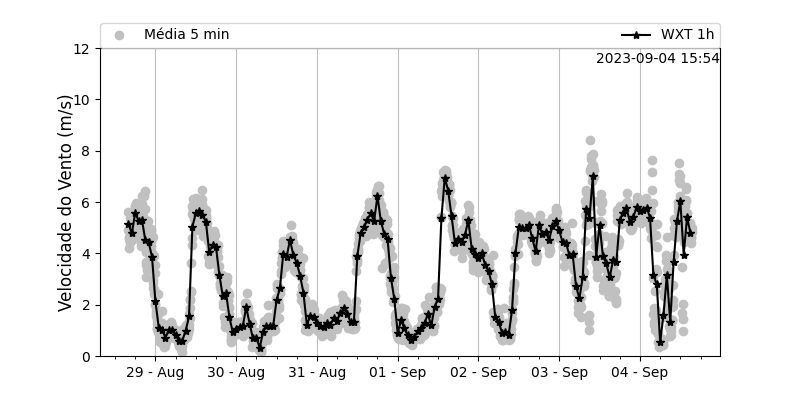 Média 5 min
WXT 1h
2023-09-04 15:54
Velocidade do Vento (m/s)
12
10
8
6
4
2
0
29 - Aug
30 - Aug
31 - Aug
01 - Sep
02 - Sep
03 - Sep
04 - Sep